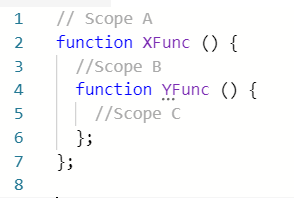 1 // Scope A
2 function XFunc () {
3 //Scope B
4 function YFunc () {
5 //Scope C
6 };
7 };
8